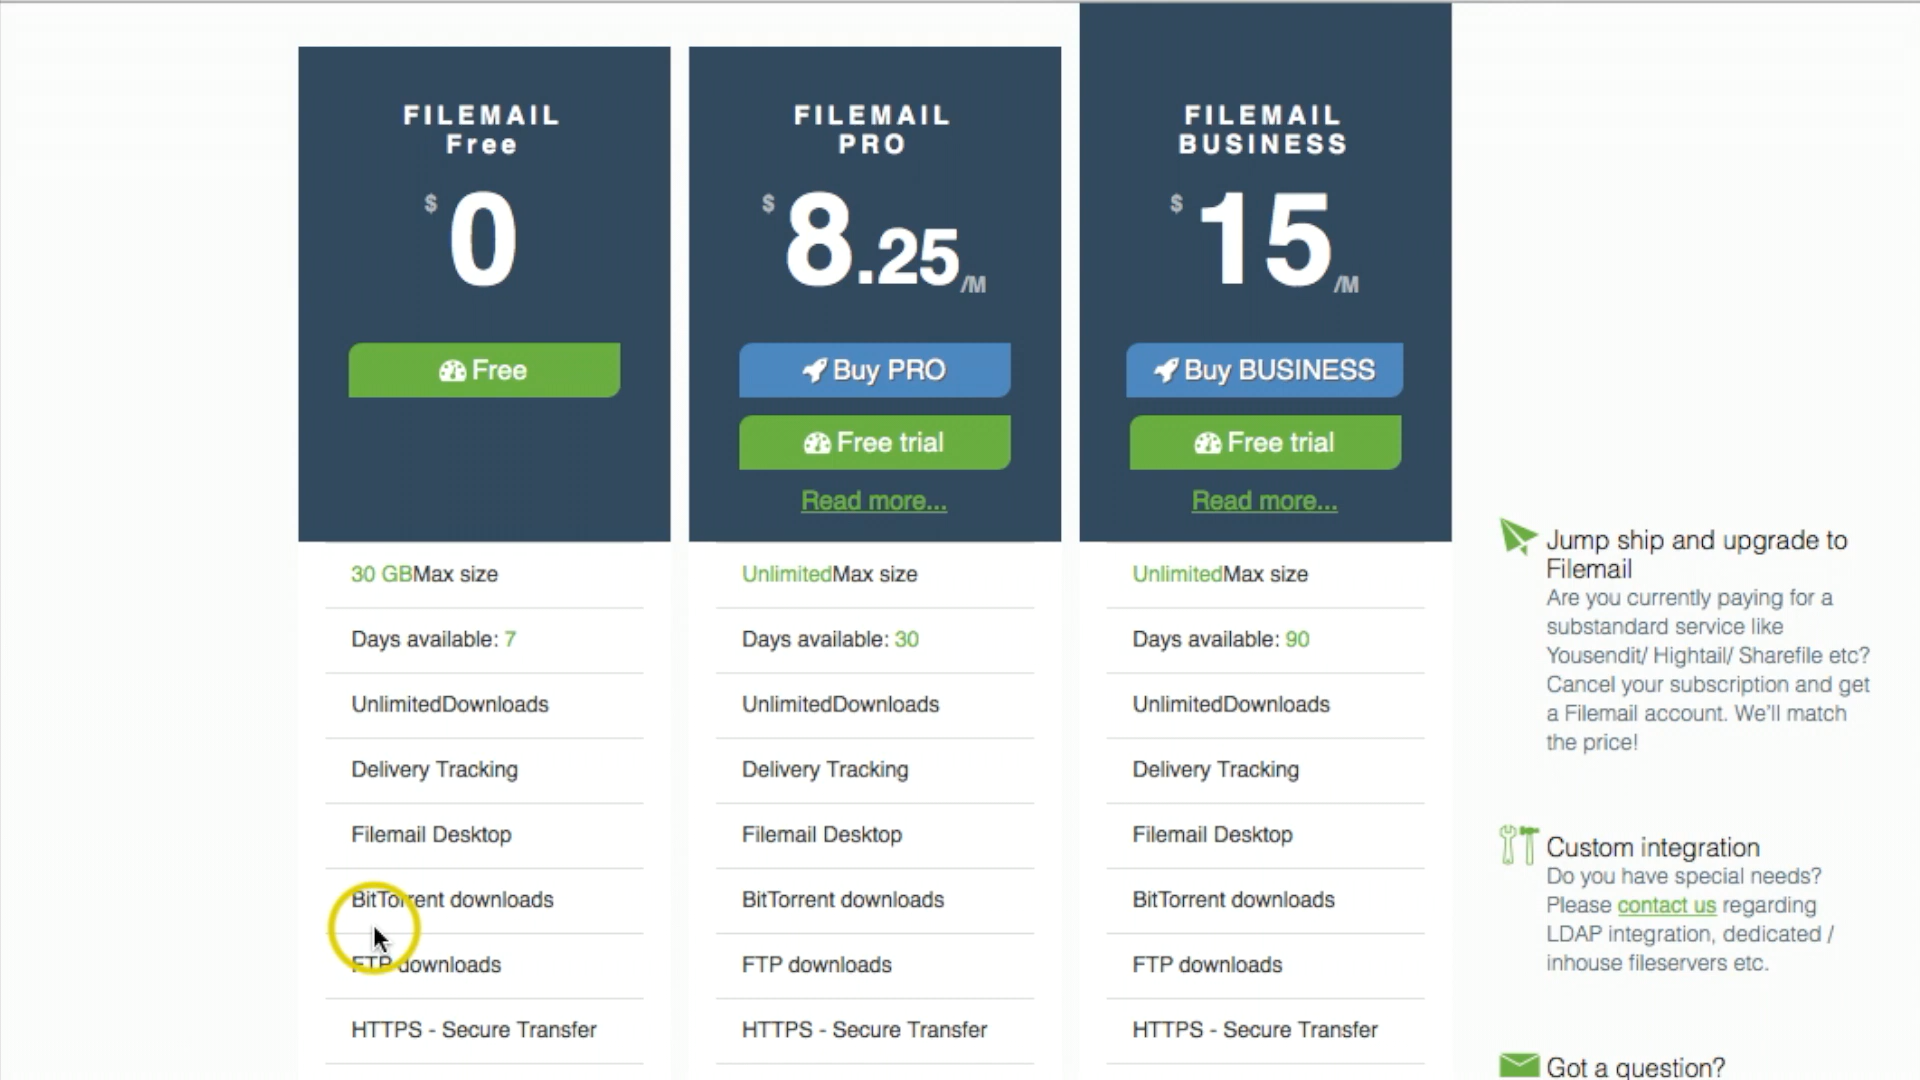 FILEMAIL
Free
$ 0
Free
30 GBMax size
Days available: 7
UnlimitedDownloads
Delivery Tracking
Filemail Desktop
BitTorrent downloads
FTP downloads
HTTPS - Secure Transfer
FILEMAIL
PRO
$ 8.25 /M
Buy PRO
Free trial
Read more...
UnlimitedMax size
Days available: 30
UnlimitedDownloads
Delivery Tracking
Filemail Desktop
BitTorrent downloads
FTP downloads
HTTPS - Secure Transfer
FILEMAIL
BUSINESS
$ 15 /M
Buy BUSINESS
Free trial
Read more...
UnlimitedMax size
Days available: 90
UnlimitedDownloads
Delivery Tracking
Filemail Desktop
BitTorrent downloads
FTP downloads
HTTPS - Secure Transfer
Jump ship and upgrade to
Filemail
Are you currently paying for a
substandard service like
Yousendit/ Hightail/ Sharefile etc?
Cancel your subscription and get
a Filemail account. We'll match
the price!
Custom integration
Do you have special needs?
Please contact us regarding
LDAP integration, dedicated /
inhouse fileservers etc.
Got a question?